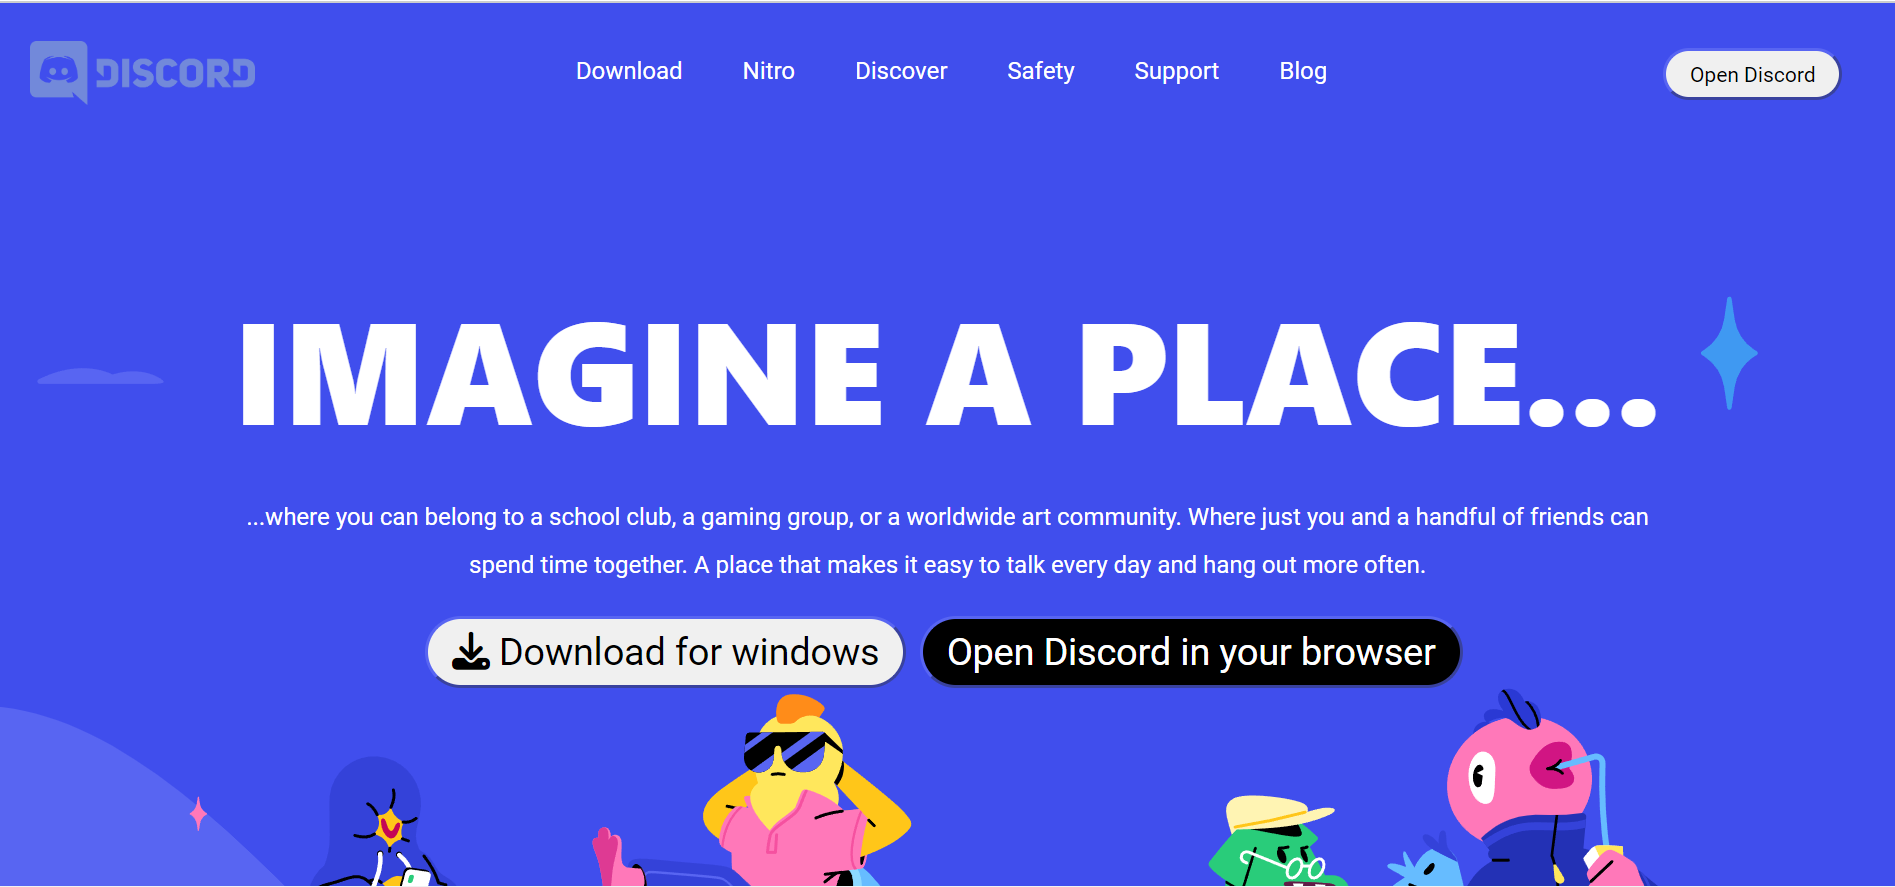 DISCORD
Download Nitro Discover Safety Support Blog
Open Discord
IMAGINE A PLACE...
...where you can belong to a school club, a gaming group, or a worldwide art community. Where just you and a handful of friends can
spend time together. A place that makes it easy to talk every day and hang out more often.
Download for windows
Open Discord in your browser